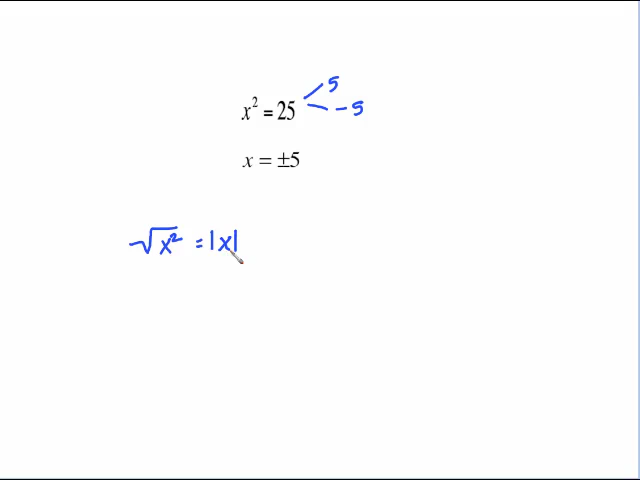 x² = 25 5
-5
x = ±5
√x² = |x|